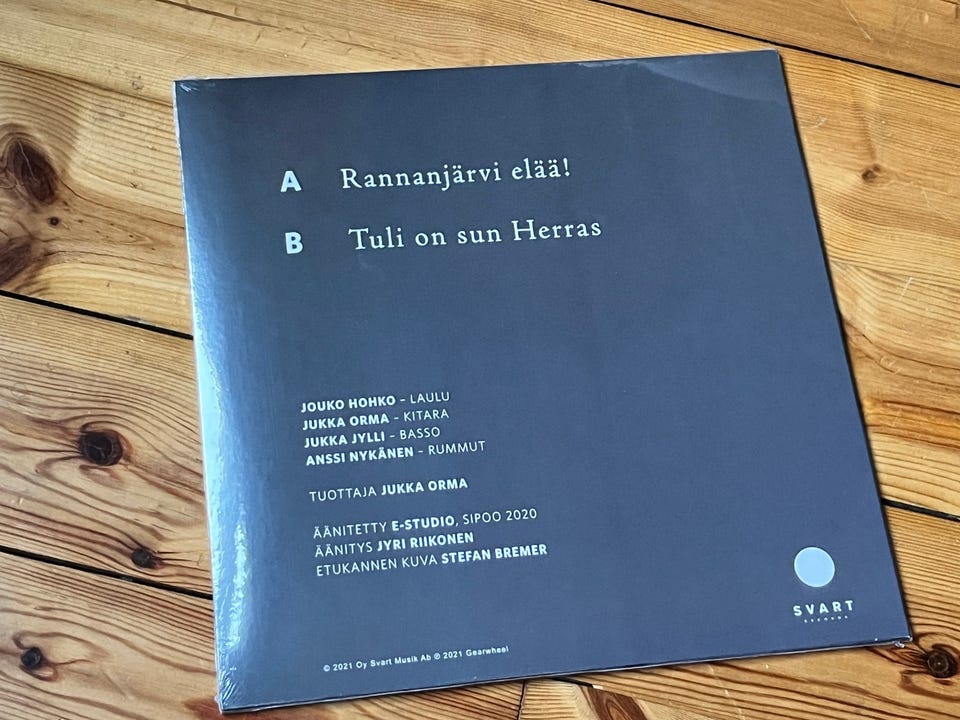 A Rannanjärvi elää!
B Tuli on sun Herras
JOUKO HOHKO – LAULU
JUKKA ORMA – KITARA
JUKKA JYLLI – BASSO
ANSSI NYKÄNEN – RUMMUT
TUOTTAJA JUKKA ORMA
ÄÄNITETTY E-STUDIO, SIPOO 2020
ÄÄNITYS JYRI RIIKONEN
ETUKANNEN KUVA STEFAN BREMER
SVART
RECORDS
© 2021 Oy Svart Musik Ab ℗ 2021 Gearwheel